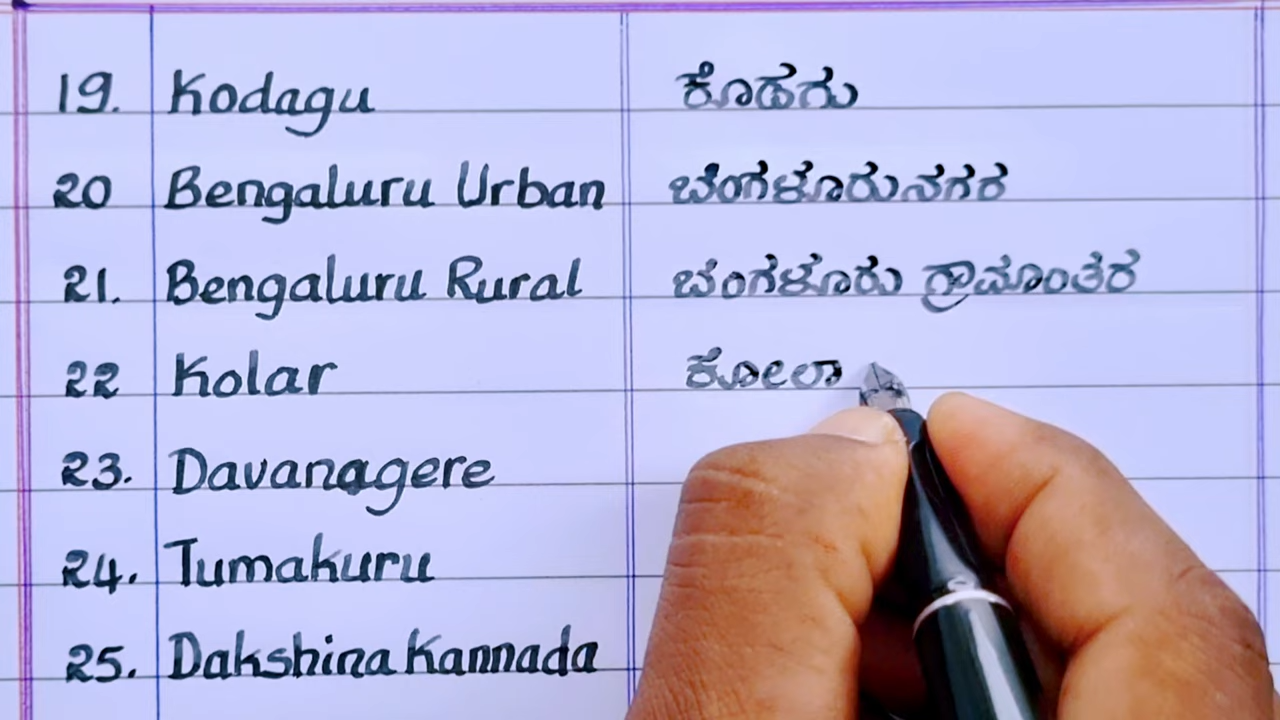 19. Kodagu ಕೊಡಗು
20 Bengaluru Urban ಬೆಂಗಳೂರುನಗರ
21. Bengaluru Rural ಬೆಂಗಳೂರು ಗ್ರಾಮಾಂತರ
22 Kolar ಕೋಲಾ
23. Davanagere
24. Tumakuru
25. Dakshina Kannada